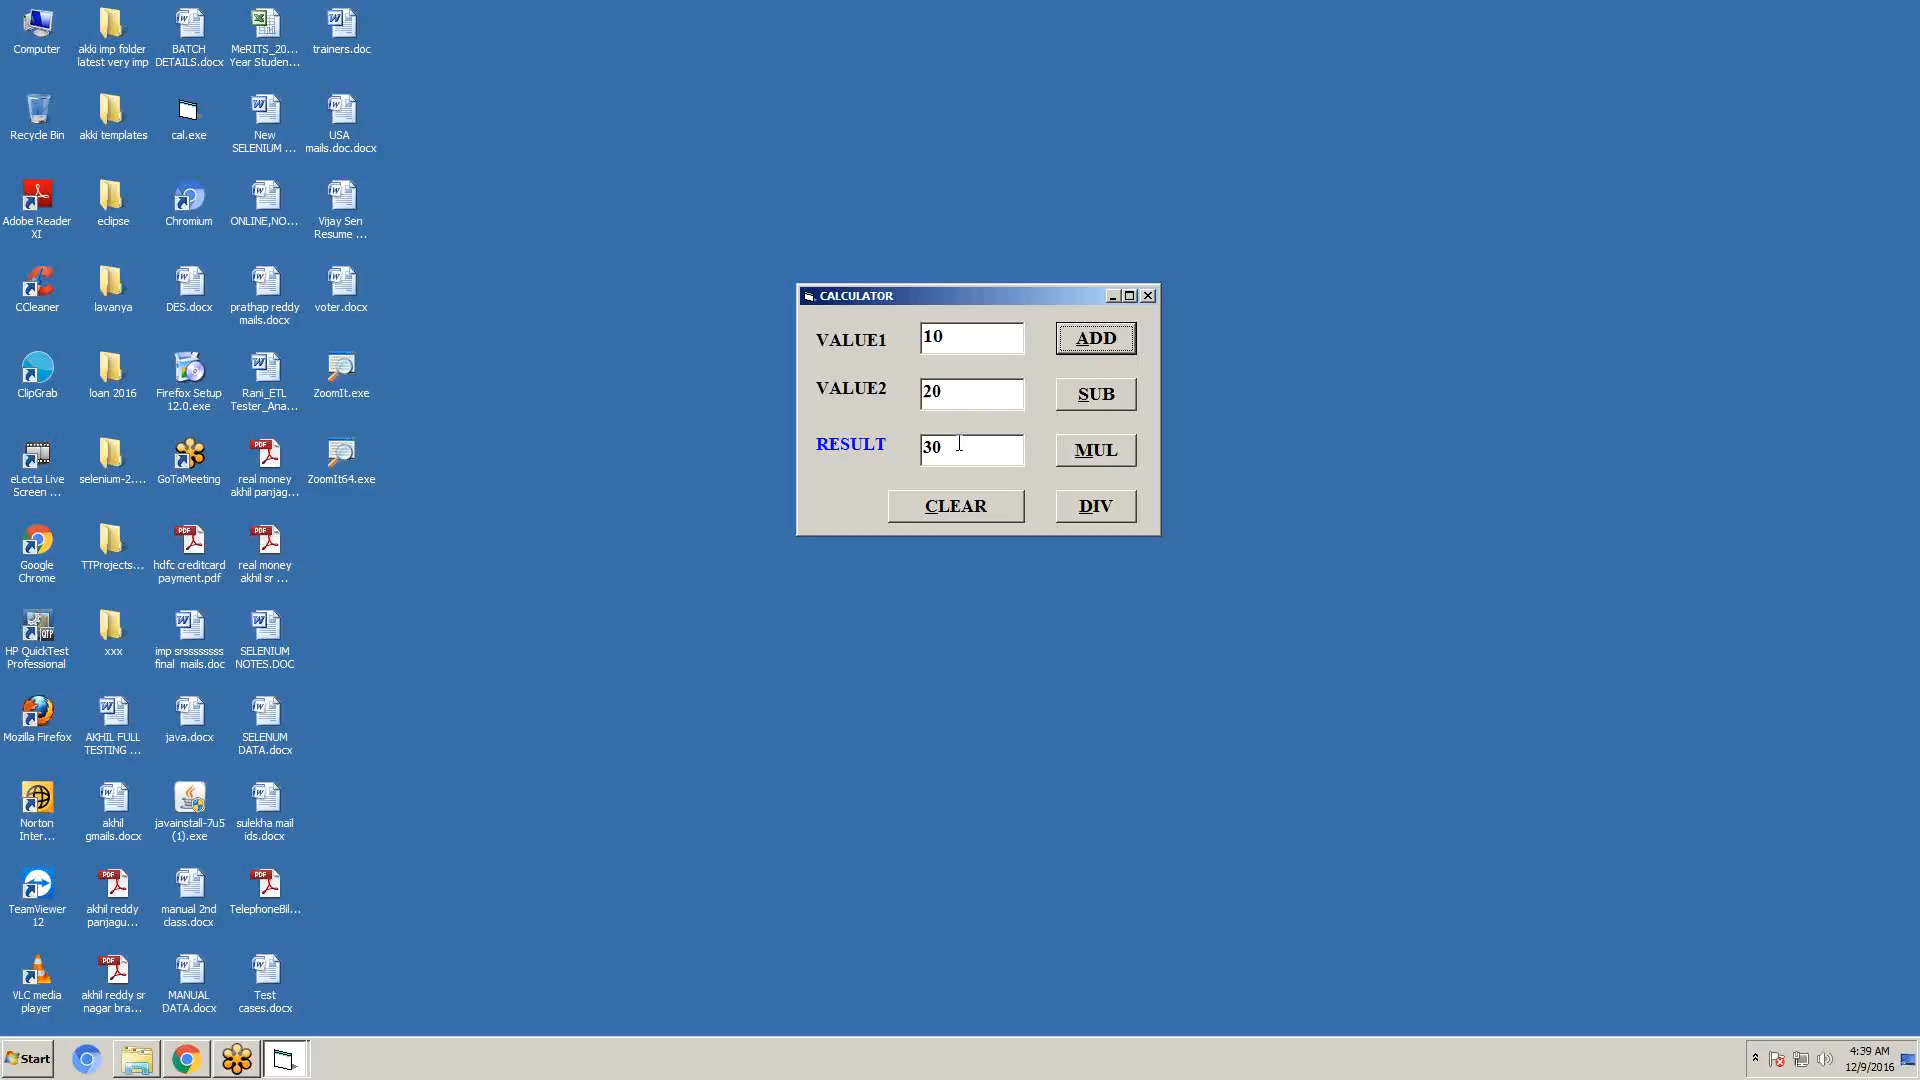 Computer
akki imp folder
latest very imp
BATCH
DETAILS.docx
MeRITS_20...
Year Studen...
trainers.doc
Recycle Bin
akki templates
cal.exe
New
SELENIUM ...
USA
mails.doc.docx
Adobe Reader
XI
eclipse
Chromium
ONLINE,NO...
Vijay Sen
Resume ...
CCleaner
lavanya
DES.docx
prathap reddy
mails.docx
voter.docx
ClipGrab
loan 2016
Firefox Setup
12.0.exe
Rani_ETL
Tester_Ana...
ZoomIt.exe
eLecta Live
Screen ...
selenium-2....
GoToMeeting
real money
akhil panjag...
ZoomIt64.exe
Google
Chrome
TTProjects...
hdfc creditcard
payment.pdf
real money
akhil sr ...
HP QuickTest
Professional
xxx
imp srssssssss
final mails.doc
SELENIUM
NOTES.DOC
Mozilla Firefox
AKHIL FULL
TESTING ...
java.docx
SELENUM
DATA.docx
Norton
Inter...
akhil
gmails.docx
javainstall-7u5
(1).exe
sulekha mail
ids.docx
TeamViewer
12
akhil reddy
panjagu...
manual 2nd
class.docx
TelephoneBil...
VLC media
player
akhil reddy sr
nagar bra...
MANUAL
DATA.docx
Test
cases.docx
CALCULATOR
VALUE1 10 ADD
VALUE2 20 SUB
RESULT 30 MUL
CLEAR DIV
Start
4:39 AM
12/9/2016